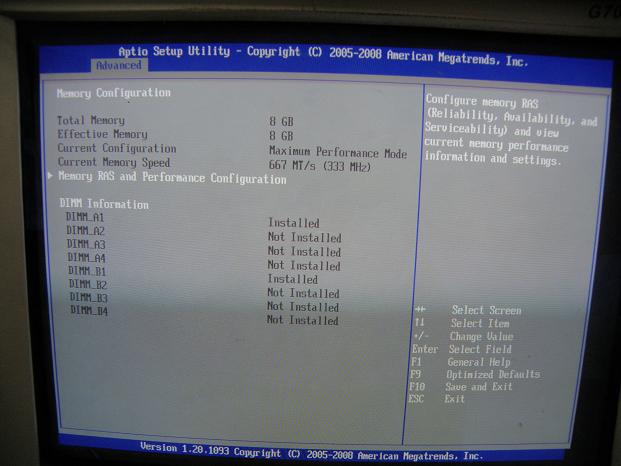 Aptio Setup Utility - Copyright (C) 2005-2008 American Megatrends, Inc.
Advanced
Memory Configuration
Total Memory 8 GB
Effective Memory 8 GB
Current Configuration Maximum Performance Mode
Current Memory Speed 667 MT/s (333 MHz)
Memory RAS and Performance Configuration
DIMM Information
DIMM_A1 Installed
DIMM_A2 Not Installed
DIMM_A3 Not Installed
DIMM_A4 Not Installed
DIMM_B1 Installed
DIMM_B2 Not Installed
DIMM_B3 Not Installed
DIMM_B4 Not Installed
Configure memory RAS
(Reliability, Availability, and
Serviceability) and view
current memory performance
information and settings.
→← Select Screen
↑↓ Select Item
+/- Change Value
Enter Select Field
F1 General Help
F9 Optimized Defaults
F10 Save and Exit
ESC Exit
Version 1.20.1093 Copyright (C) 2005-2008 American Megatrends, Inc.